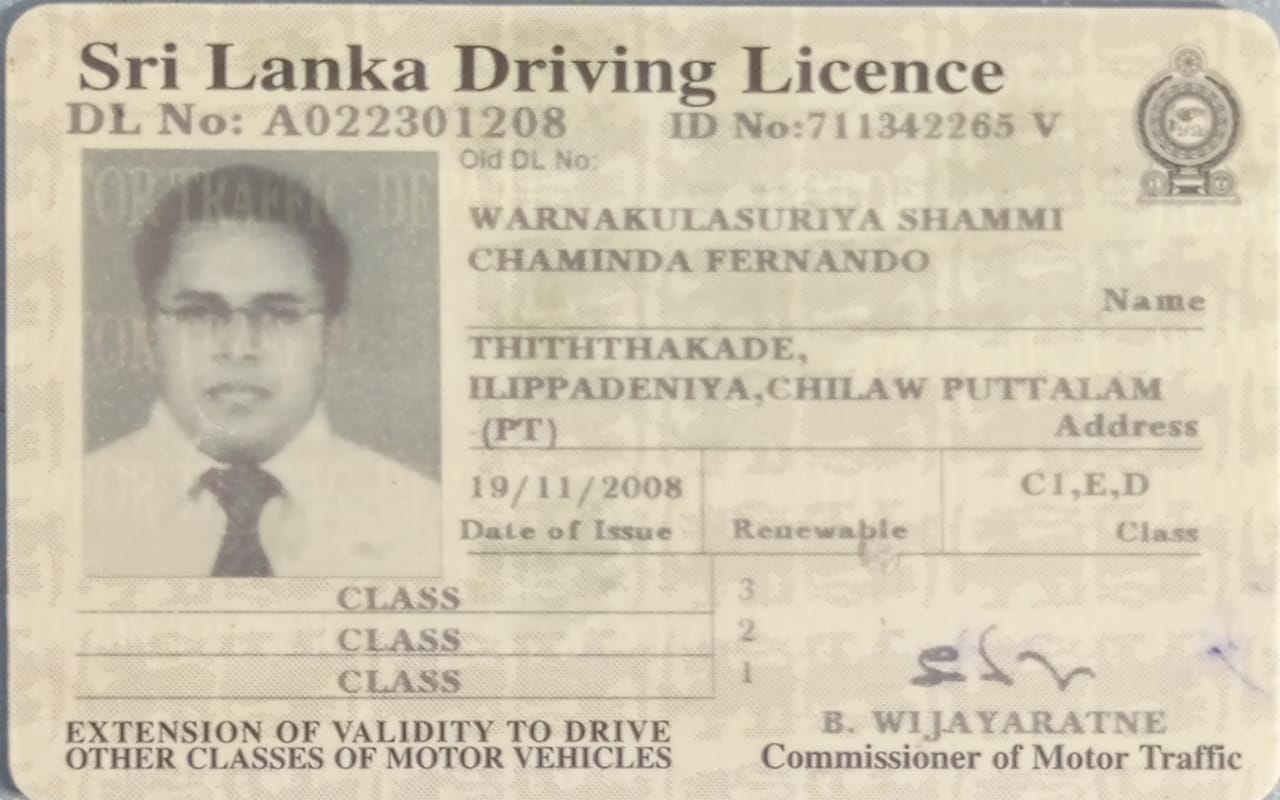 Sri Lanka Driving Licence
DL No: A022301208 ID No:711342265 V
Old DL No:
WARNAKULASURIYA SHAMMI
CHAMINDA FERNANDO
Name
THITHTHAKADE,
ILIPPADENIYA,CHILAW PUTTALAM
(PT) Address
19/11/2008 C1,E,D
Date of Issue Renewable Class
CLASS 3
CLASS 2
CLASS 1
EXTENSION OF VALIDITY TO DRIVE
OTHER CLASSES OF MOTOR VEHICLES
B. WIJAYARATNE
Commissioner of Motor Traffic